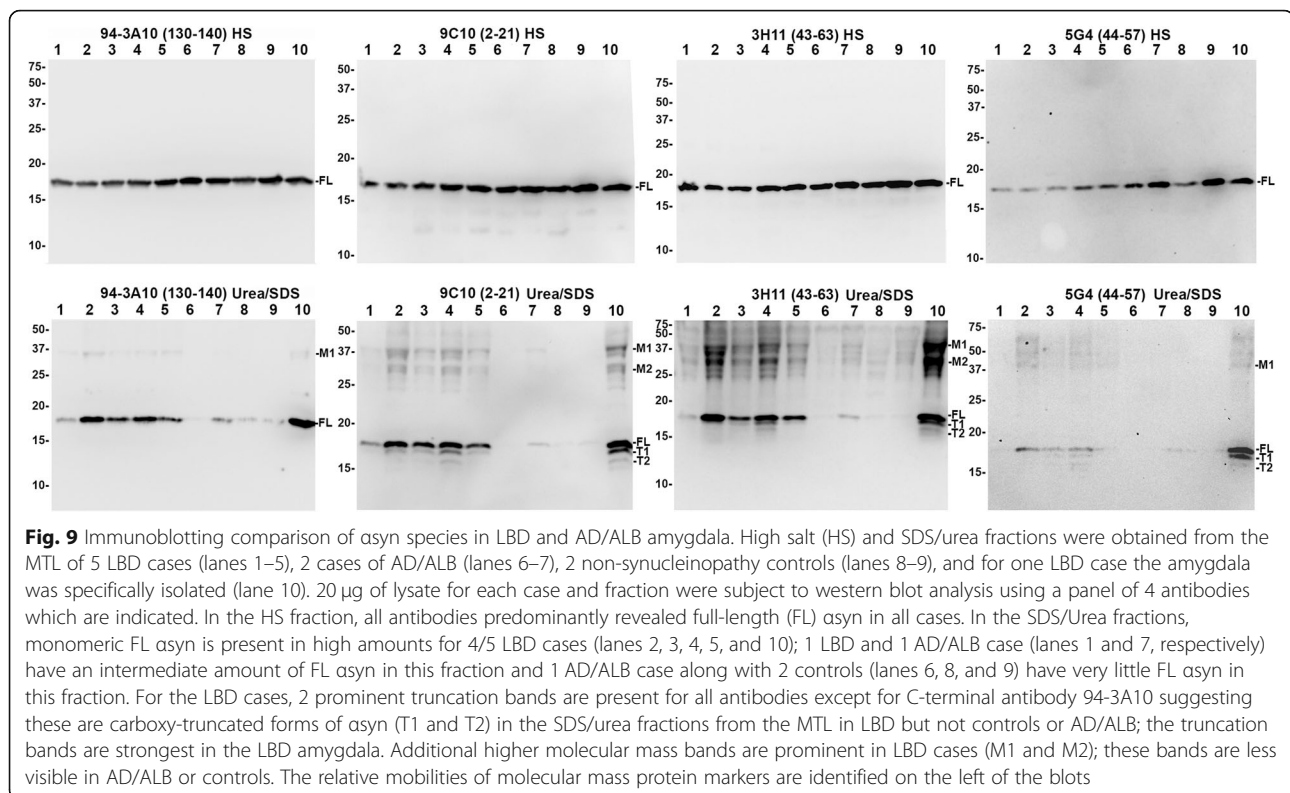 94-3A10 (130-140) HS
1 2 3 4 5 6 7 8 9 10
75-
50-
37-
25-
20-
15-
10-
-FL
9C10 (2-21) HS
1 2 3 4 5 6 7 8 9 10
50-
37-
25-
20-
15-
10-
-FL
3H11 (43-63) HS
1 2 3 4 5 6 7 8 9 10
75-
50-
37-
25-
20-
15-
10-
-FL
5G4 (44-57) HS
1 2 3 4 5 6 7 8 9 10
75-
50-
37-
25-
20-
15-
10-
-FL
94-3A10 (130-140) Urea/SDS
1 2 3 4 5 6 7 8 9 10
50-
37-
25-
20-
15-
10-
-M1
FL
9C10 (2-21) Urea/SDS
1 2 3 4 5 6 7 8 9 10
50-
37-
25-
20-
15-
-M1
-M2
-FL
-T1
-T2
3H11 (43-63) Urea/SDS
1 2 3 4 5 6 7 8 9 10
75-
50-
37-
25-
20-
15-
10-
-M1
-M2
-FL
-T1
-T2
5G4 (44-57) Urea/SDS
1 2 3 4 5 6 7 8 9 10
75-
50-
37-
25-
20-
15-
10-
-M1
-FL
-T1
-T2
Fig. 9 Immunoblotting comparison of αsyn species in LBD and AD/ALB amygdala. High salt (HS) and SDS/urea fractions were obtained from the
MTL of 5 LBD cases (lanes 1–5), 2 cases of AD/ALB (lanes 6–7), 2 non-synucleinopathy controls (lanes 8–9), and for one LBD case the amygdala
was specifically isolated (lane 10). 20 μg of lysate for each case and fraction were subject to western blot analysis using a panel of 4 antibodies
which are indicated. In the HS fraction, all antibodies predominantly revealed full-length (FL) αsyn in all cases. In the SDS/Urea fractions,
monomeric FL αsyn is present in high amounts for 4/5 LBD cases (lanes 2, 3, 4, 5, and 10); 1 LBD and 1 AD/ALB case (lanes 1 and 7, respectively)
have an intermediate amount of FL αsyn in this fraction and 1 AD/ALB case along with 2 controls (lanes 6, 8, and 9) have very little FL αsyn in
this fraction. For the LBD cases, 2 prominent truncation bands are present for all antibodies except for C-terminal antibody 94-3A10 suggesting
these are carboxy-truncated forms of αsyn (T1 and T2) in the SDS/urea fractions from the MTL in LBD but not controls or AD/ALB; the truncation
bands are strongest in the LBD amygdala. Additional higher molecular mass bands are prominent in LBD cases (M1 and M2); these bands are less
visible in AD/ALB or controls. The relative mobilities of molecular mass protein markers are identified on the left of the blots